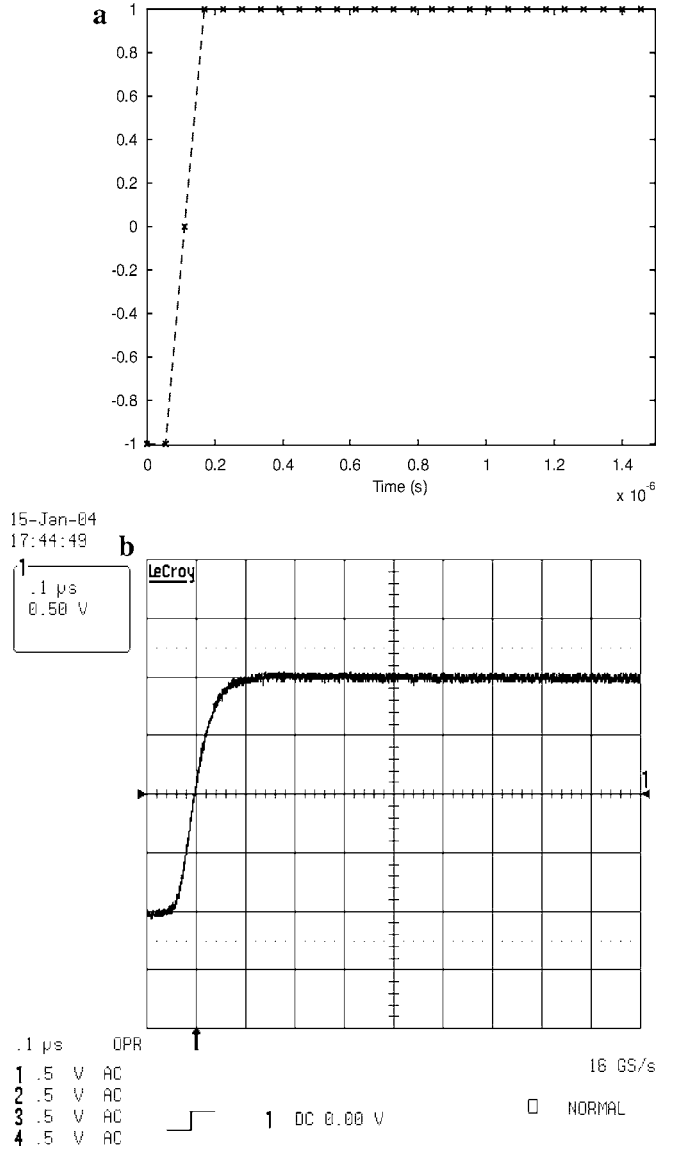 a
1
0.8
0.6
0.4
0.2
0
-0.2
-0.4
-0.6
-0.8
-1
0 0.2 0.4 0.6 0.8 1 1.2 1.4
Time (s)
x 10-6
15-Jan-04
17:44:49
b
1
.1 µs
0.50 V
LeCroy
1
.1 µs OPR
1 .5 V AC
2 .5 V AC
3 .5 V AC
4 .5 V AC
1 DC 0.00 V
16 GS/s
NORMAL